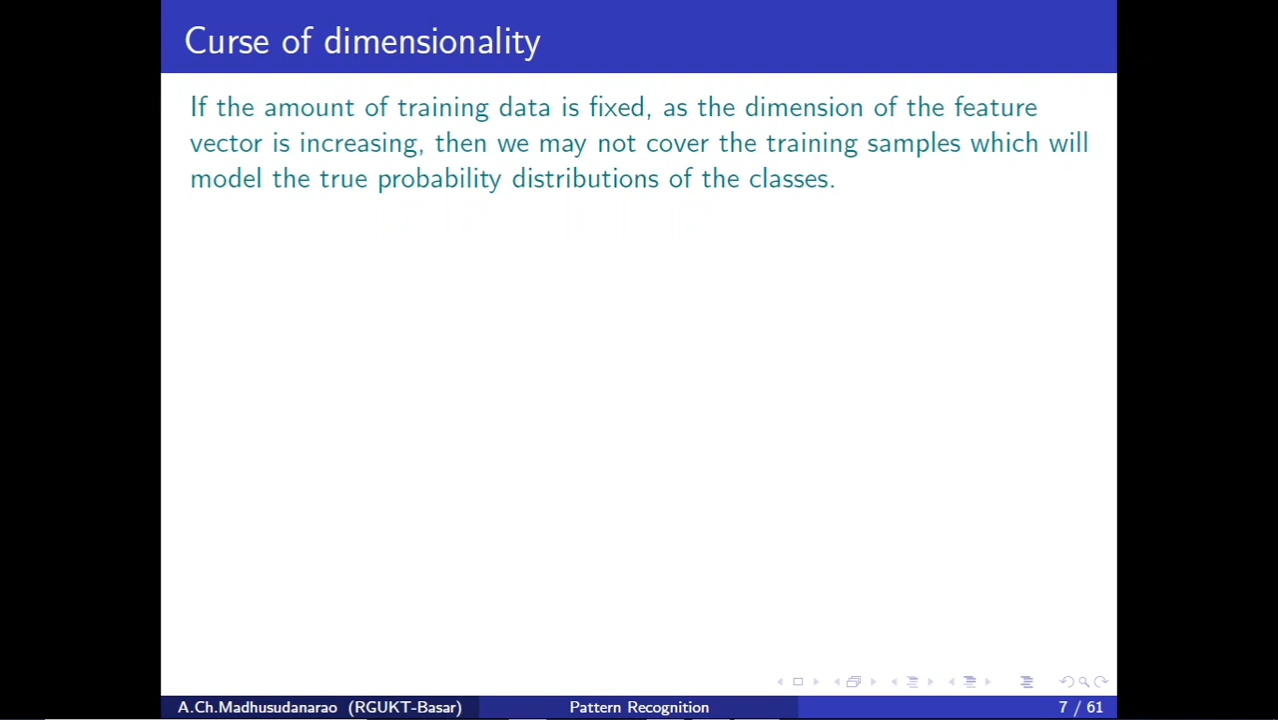 Curse of dimensionality
If the amount of training data is fixed, as the dimension of the feature
vector is increasing, then we may not cover the training samples which will
model the true probability distributions of the classes.
A.Ch.Madhusudanarao (RGUKT-Basar)
Pattern Recognition
7 / 61